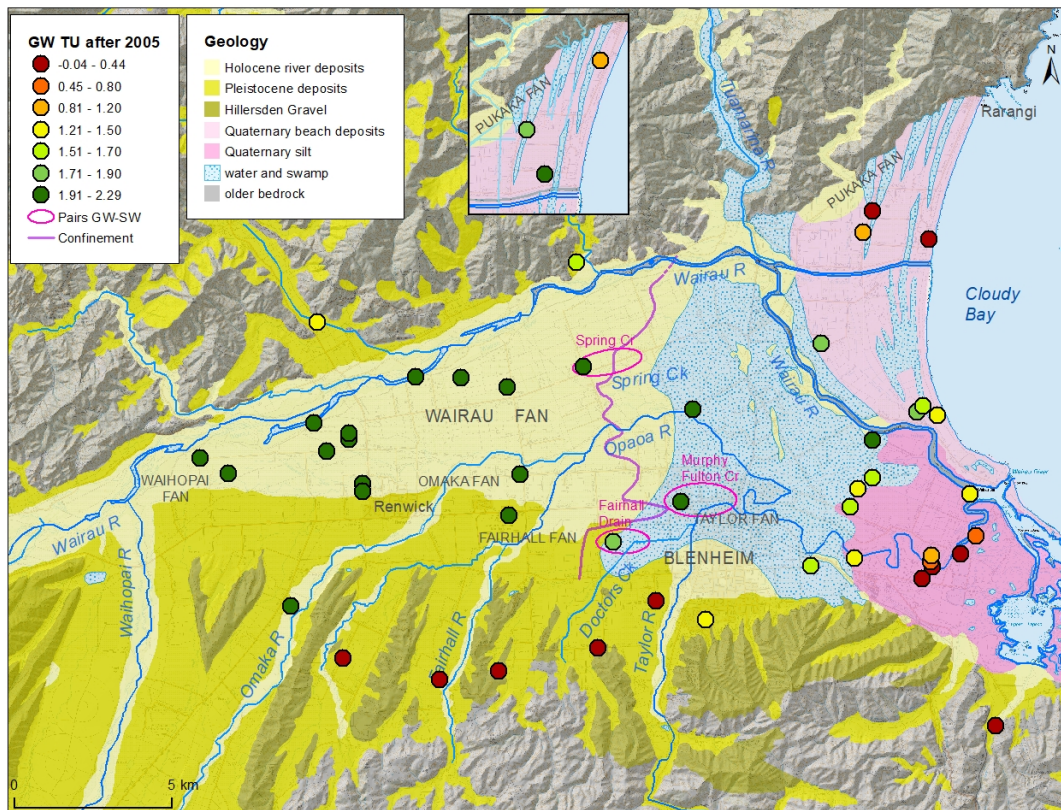 GW TU after 2005
-0.04 - 0.44
0.45 - 0.80
0.81 - 1.20
1.21 - 1.50
1.51 - 1.70
1.71 - 1.90
1.91 - 2.29
Pairs GW-SW
Confinement
Geology
Holocene river deposits
Pleistocene deposits
Hillersden Gravel
Quaternary beach deposits
Quaternary silt
water and swamp
older bedrock
PUKAKA FAN
Tuamarina R
N
Rarangi
PUKAKA FAN
Wairau R
Cloudy
Bay
Spring Cr
Spring Ck
Wairau R
WAIRAU FAN
Opaoa R
Murphy
Fulton Cr
WAIHOPAI
FAN
OMAKA FAN
Renwick
Fairhall
Drain
TAYLOR FAN
FAIRHALL FAN
BLENHEIM
Wairau R
Waihopai R
Doctors Ck
Omaka R
Fairhall R
Taylor R
0 5 km